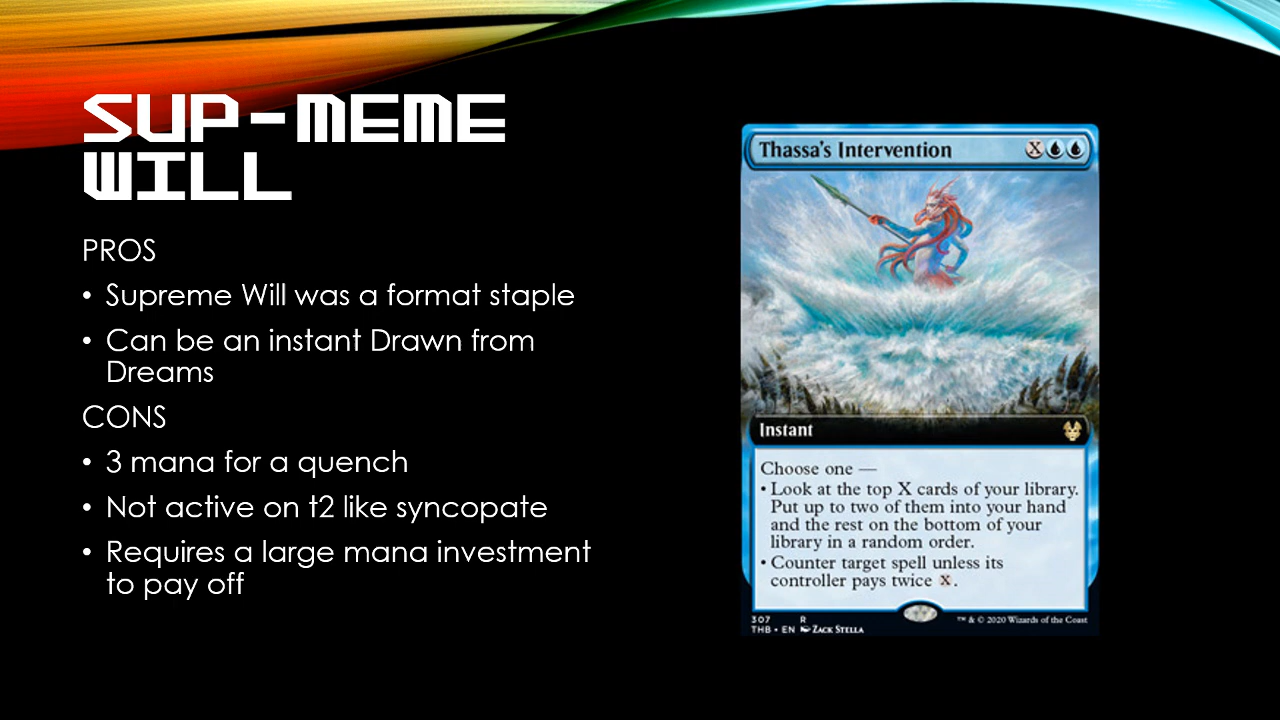 SUP-MEME
WILL
PROS
• Supreme Will was a format staple
• Can be an instant Drawn from
Dreams
CONS
• 3 mana for a quench
• Not active on t2 like syncopate
• Requires a large mana investment
to pay off
Thassa's Intervention X
Instant
Choose one —
• Look at the top X cards of your library.
Put up to two of them into your hand
and the rest on the bottom of your
library in a random order.
• Counter target spell unless its
controller pays twice X.
307 R
THB • EN ZACK STELLA
™ & © 2020 Wizards of the Coast